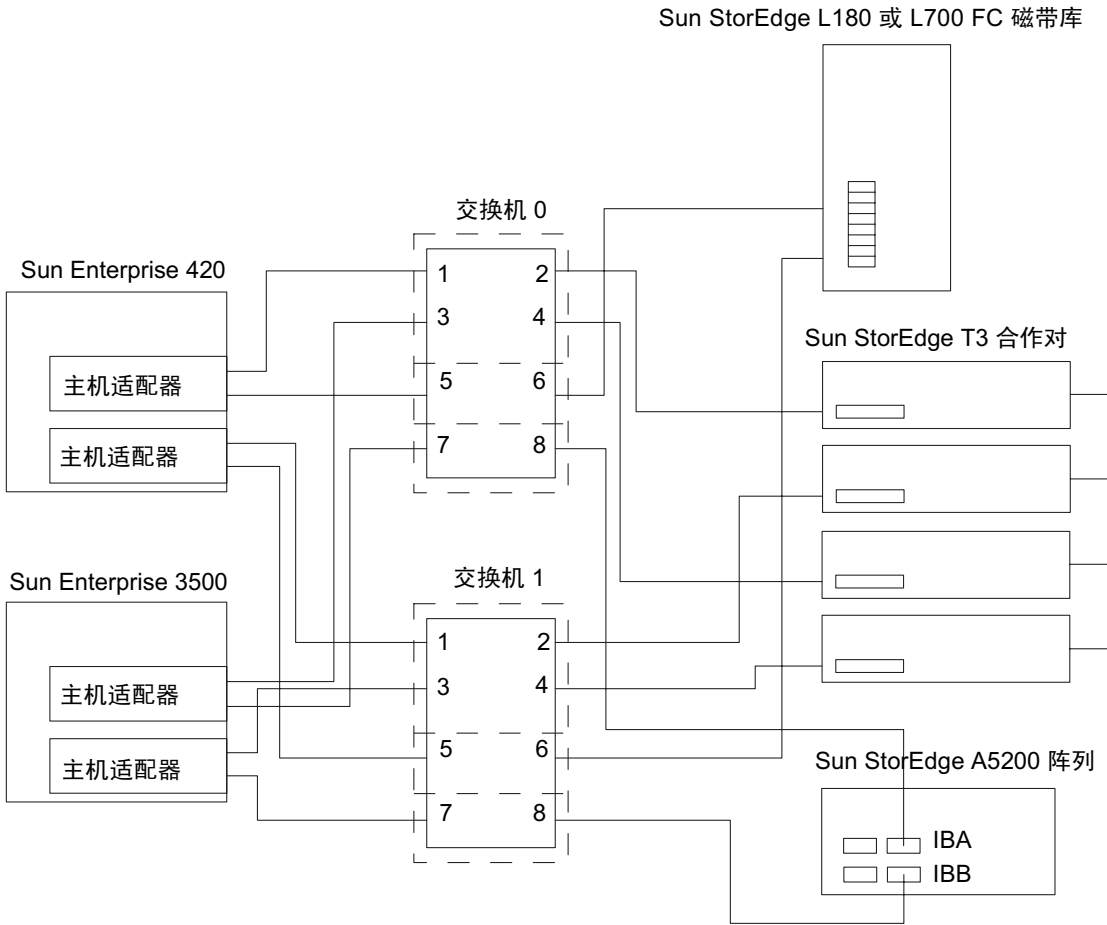 Sun StorEdge L180 或 L700 FC 磁带库
交换机 0
Sun Enterprise 420
主机适配器
主机适配器
1 2
3 4
5 6
7 8
Sun StorEdge T3 合作对
Sun Enterprise 3500
主机适配器
主机适配器
交换机 1
1 2
3 4
5 6
7 8
Sun StorEdge A5200 阵列
IBA
IBB